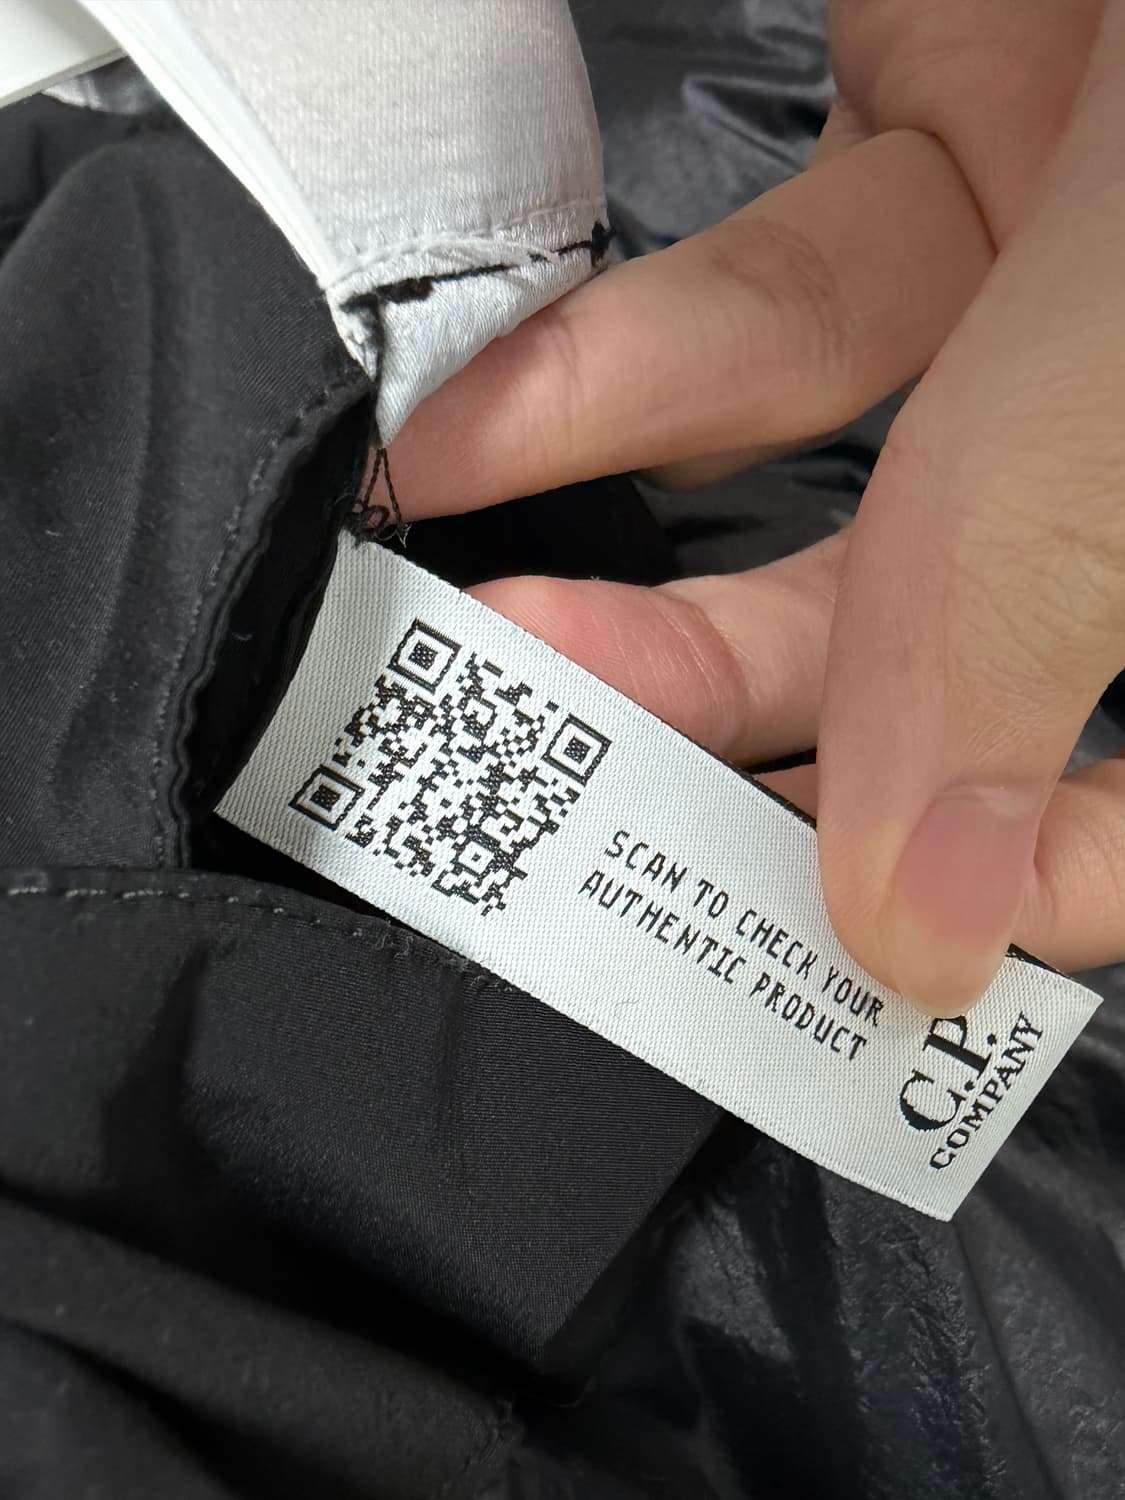 SCAN TO CHECK YOUR
AUTHENTIC PRODUCT
C.P.
COMPANY